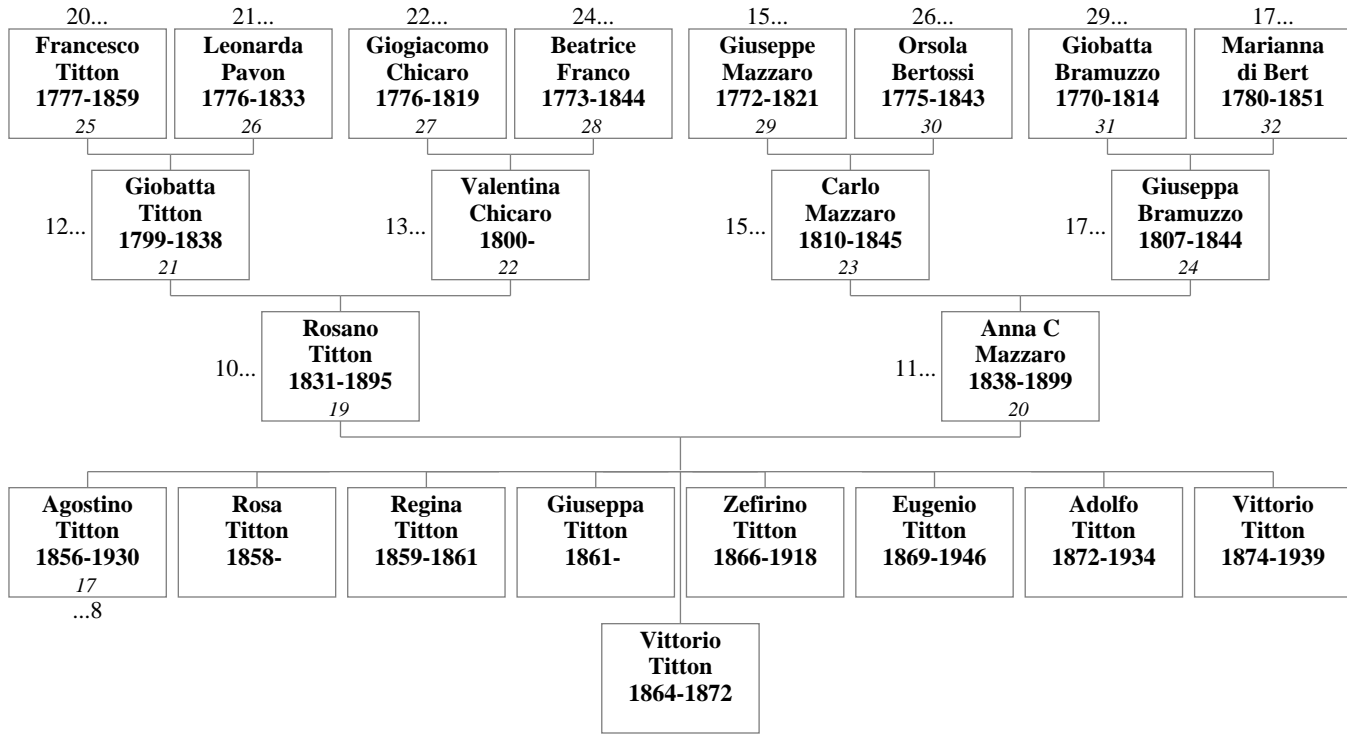 20... 21... 22... 24... 15... 26... 29... 17...
Francesco Leonarda Giogiacomo Beatrice Giuseppe Orsola Giobatta Marianna
Titton Pavon Chicaro Franco Mazzaro Bertossi Bramuzzo di Bert
1777-1859 1776-1833 1776-1819 1773-1844 1772-1821 1775-1843 1770-1814 1780-1851
25 26 27 28 29 30 31 32
Giobatta Valentina Carlo Giuseppa
Titton Chicaro Mazzaro Bramuzzo
12... 13... 15... 17...
1799-1838 1800- 1810-1845 1807-1844
21 22 23 24
Rosano Anna C
Titton Mazzaro
10... 11...
1831-1895 1838-1899
19 20
Agostino Rosa Regina Giuseppa Zefirino Eugenio Adolfo Vittorio
Titton Titton Titton Titton Titton Titton Titton Titton
1856-1930 1858- 1859-1861 1861- 1866-1918 1869-1946 1872-1934 1874-1939
17
...8
Vittorio
Titton
1864-1872